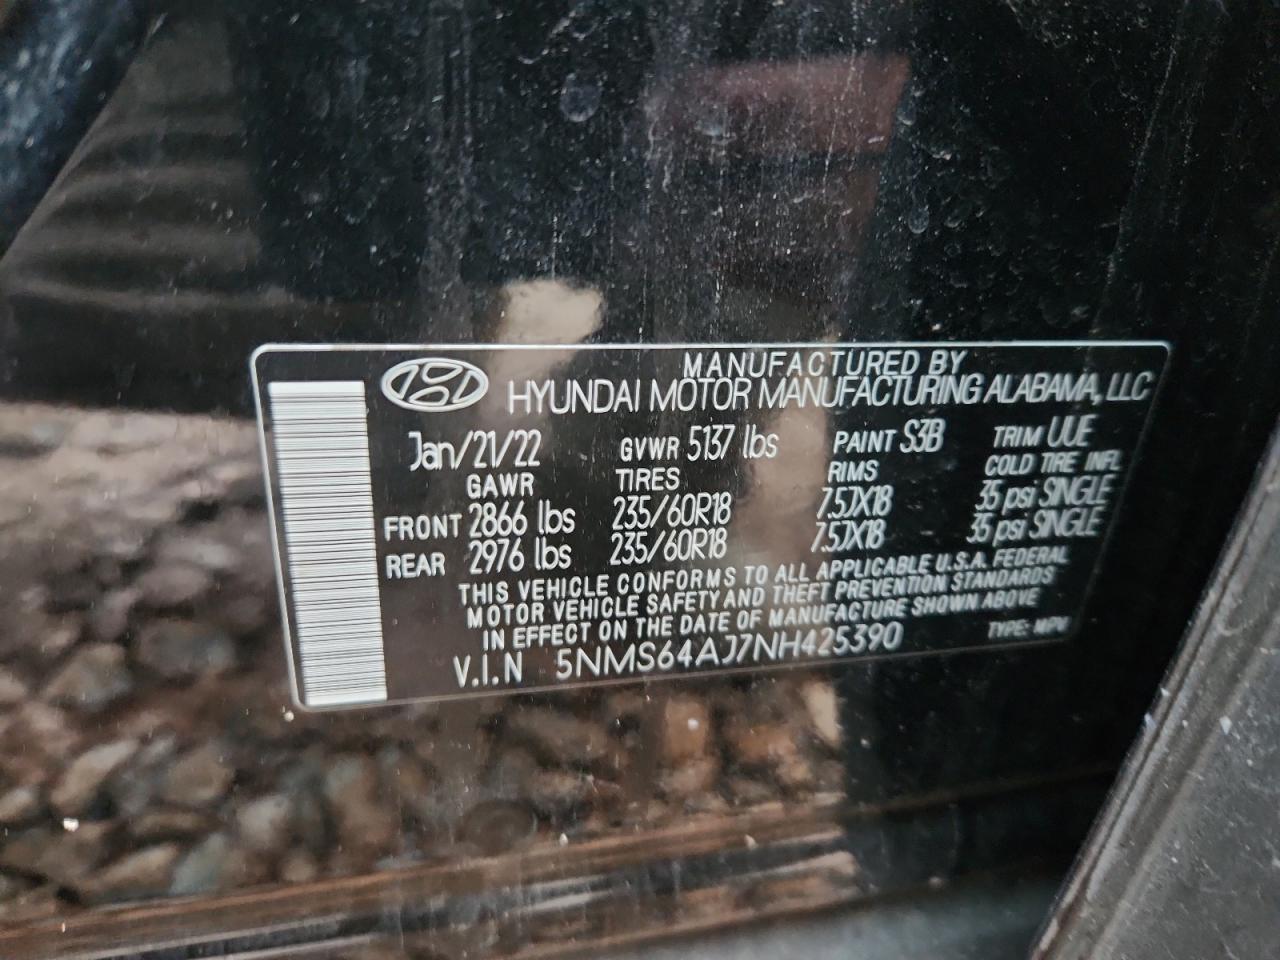 MANUFACTURED BY
HYUNDAI MOTOR MANUFACTURING ALABAMA, LLC
Jan/21/22 GVWR 5137 lbs PAINT S3B TRIM UUE
GAWR TIRES RIMS COLD TIRE INFL
FRONT 2866 lbs 235/60R18 7.5JX18 35 psi SINGLE
REAR 2976 lbs 235/60R18 7.5JX18 35 psi SINGLE
THIS VEHICLE CONFORMS TO ALL APPLICABLE U.S.A. FEDERAL
MOTOR VEHICLE SAFETY AND THEFT PREVENTION STANDARDS
IN EFFECT ON THE DATE OF MANUFACTURE SHOWN ABOVE
V.I.N 5NMS64AJ7NH425390 TYPE: MPV